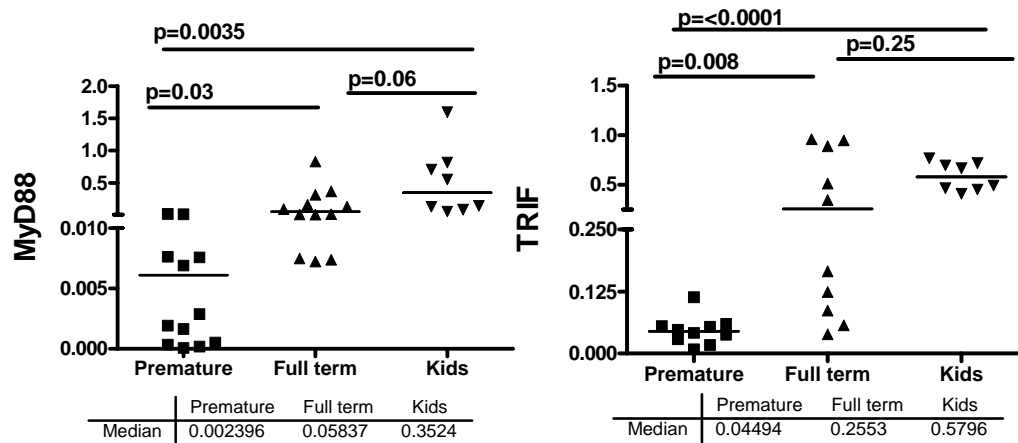 p=0.0035
p=0.03
p=0.06
MyD88
2.0
1.5
1.0
0.5
0.010
0.005
0.000
Premature Full term Kids
Premature Full term Kids
Median 0.002396 0.05837 0.3524
p=<0.0001
p=0.008
p=0.25
TRIF
1.5
1.0
0.5
0.250
0.125
0.000
Premature Full term Kids
Premature Full term Kids
Median 0.04494 0.2553 0.5796